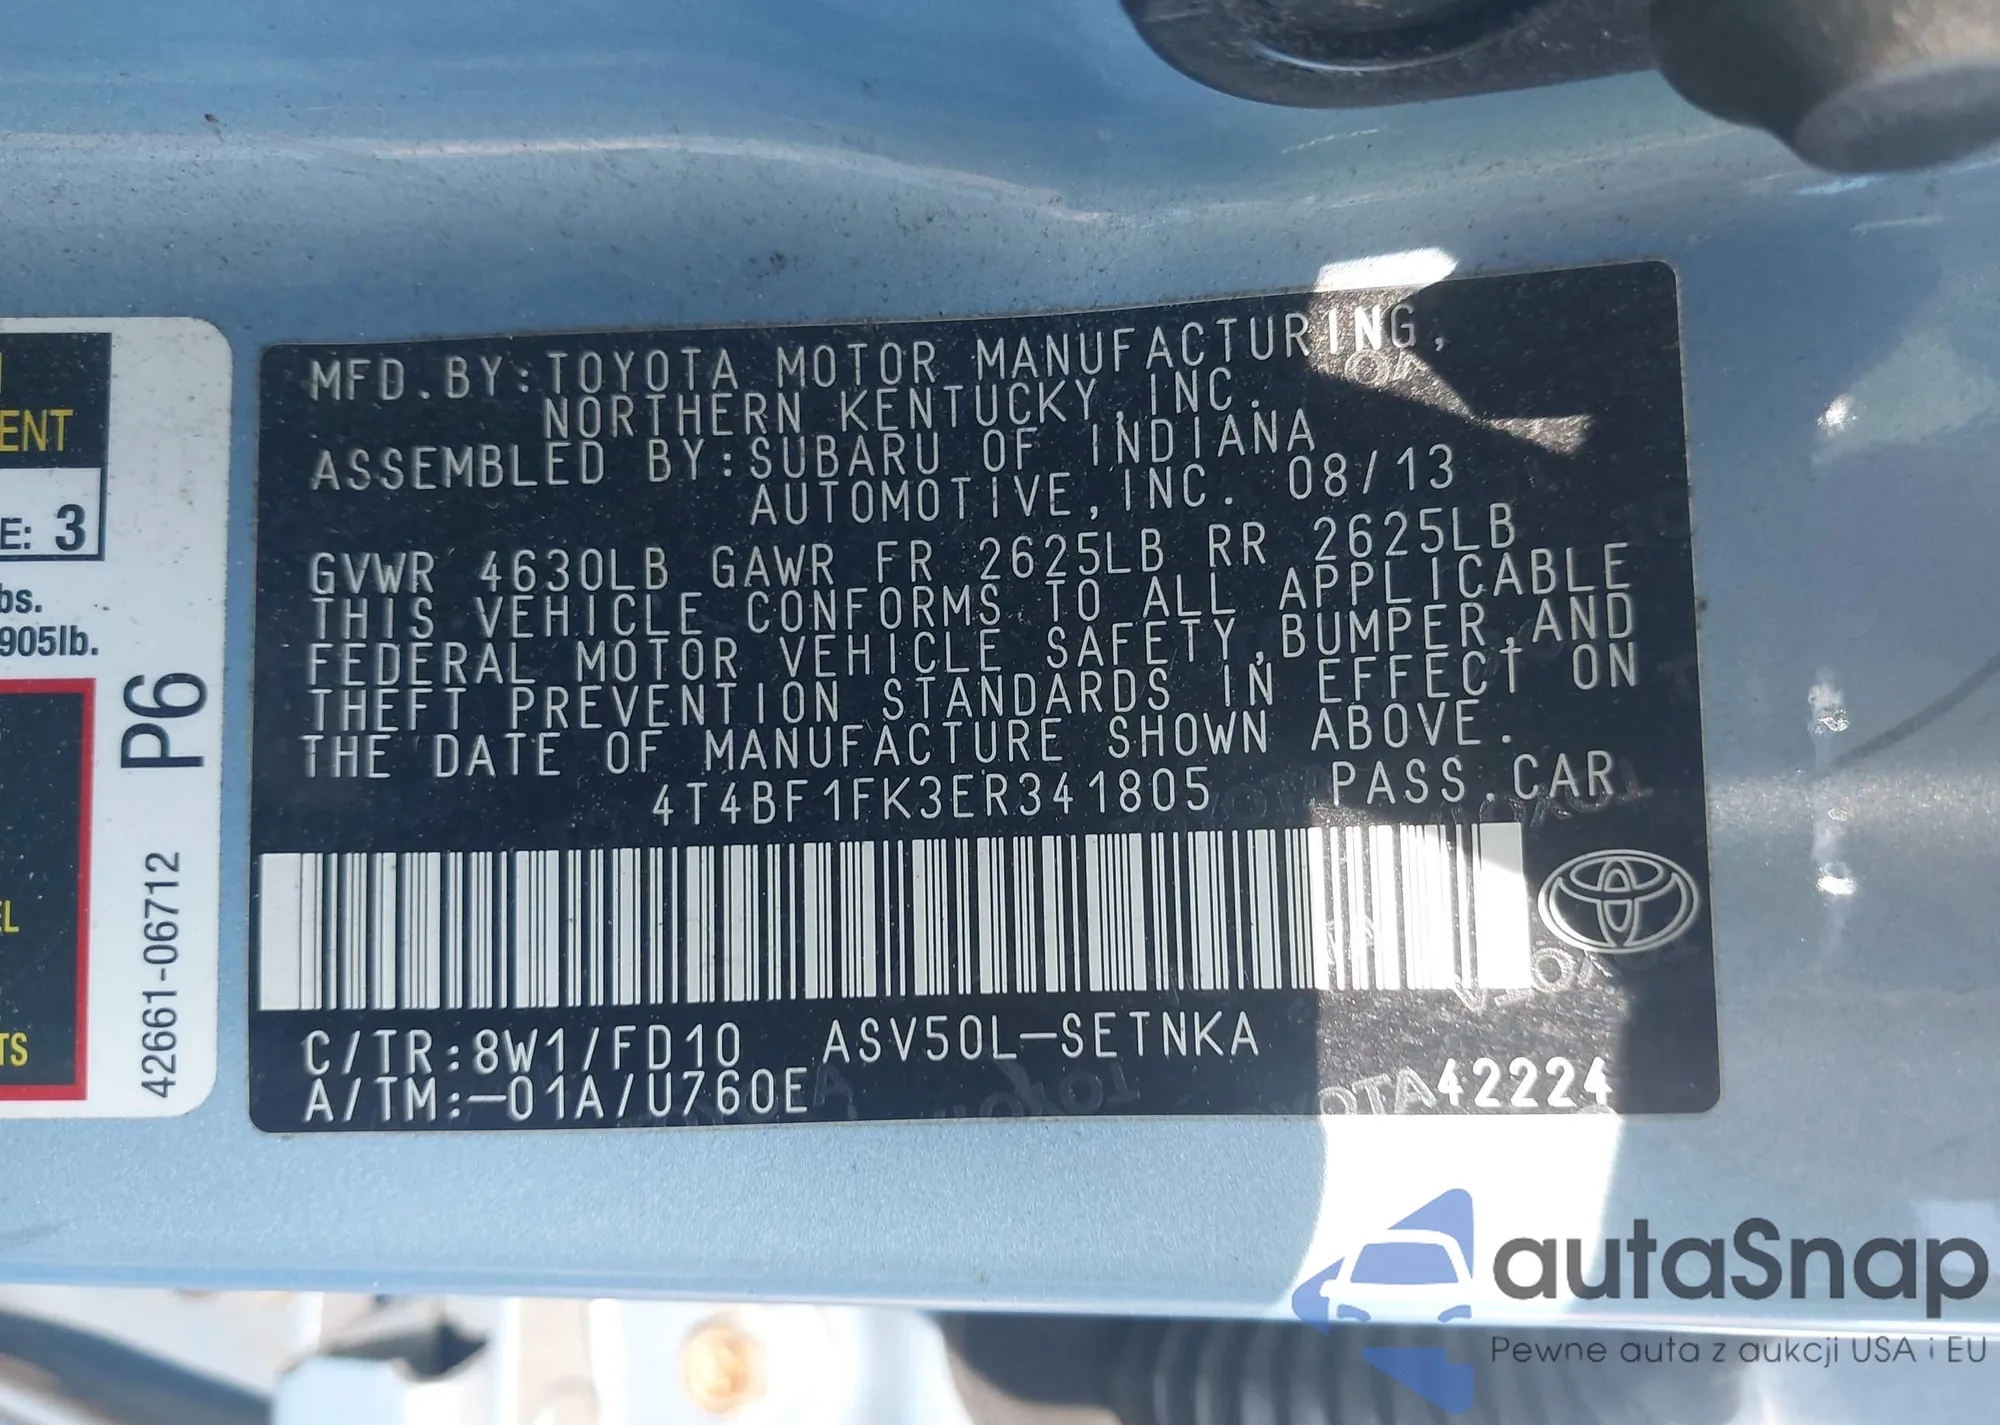 ENT
E: 3
bs.
905lb.
P6
EL
TS
42661-06712
MFD.BY:TOYOTA MOTOR MANUFACTURING,
NORTHERN KENTUCKY,INC.
ASSEMBLED BY:SUBARU OF INDIANA
AUTOMOTIVE,INC. 08/13
GVWR 4630LB GAWR FR 2625LB RR 2625LB
THIS VEHICLE CONFORMS TO ALL APPLICABLE
FEDERAL MOTOR VEHICLE SAFETY,BUMPER,AND
THEFT PREVENTION STANDARDS IN EFFECT ON
THE DATE OF MANUFACTURE SHOWN ABOVE.
4T4BF1FK3ER341805 PASS.CAR
C/TR:8W1/FD10 ASV50L-SETNKA
A/TM:-01A/U760E
42224
autaSnap
Pewne auta z aukcji USA i EU